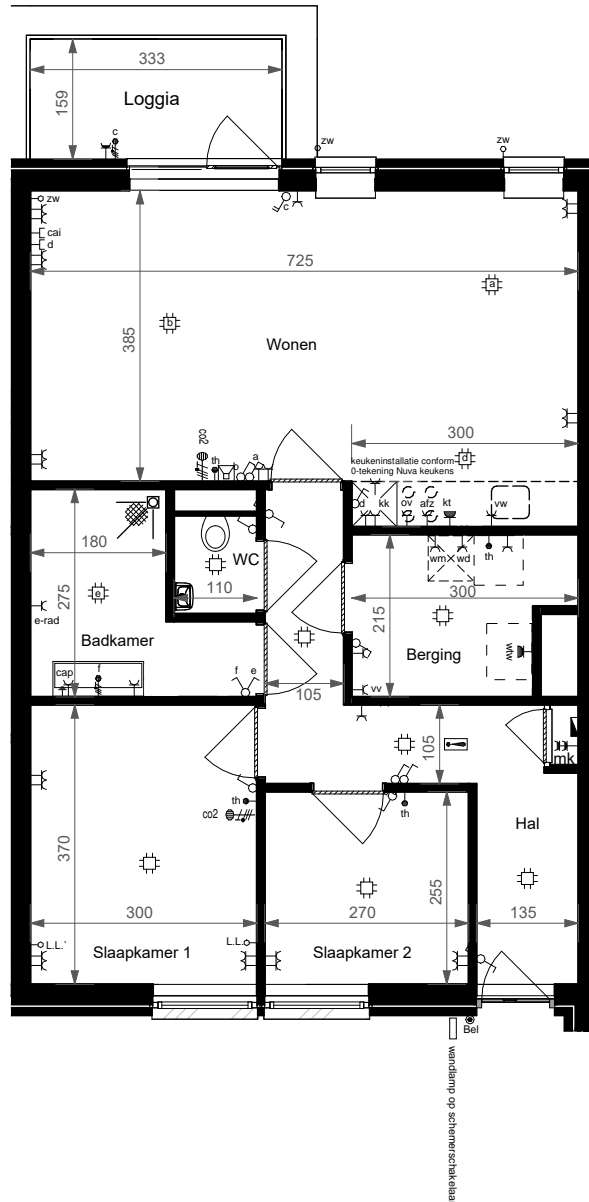 333
159
Loggia
c
zw
zw
zw
c
cai
d
725
a
b
385
Wonen
co2
th
b
a
300
d
keukeninstallatie conform
0-tekening Nuva keukens
d
kk
ov
afz
kt
vw
180
WC
wm
wd
th
275
e
110
300
e-rad
215
Badkamer
Berging
WW
cap
f
f
e
105
vv
105
mk
th
co2
th
Hal
370
255
300
270
135
L.L.`
L.L.
Slaapkamer 1
Slaapkamer 2
Bel
wandlamp op schemerschakelaa